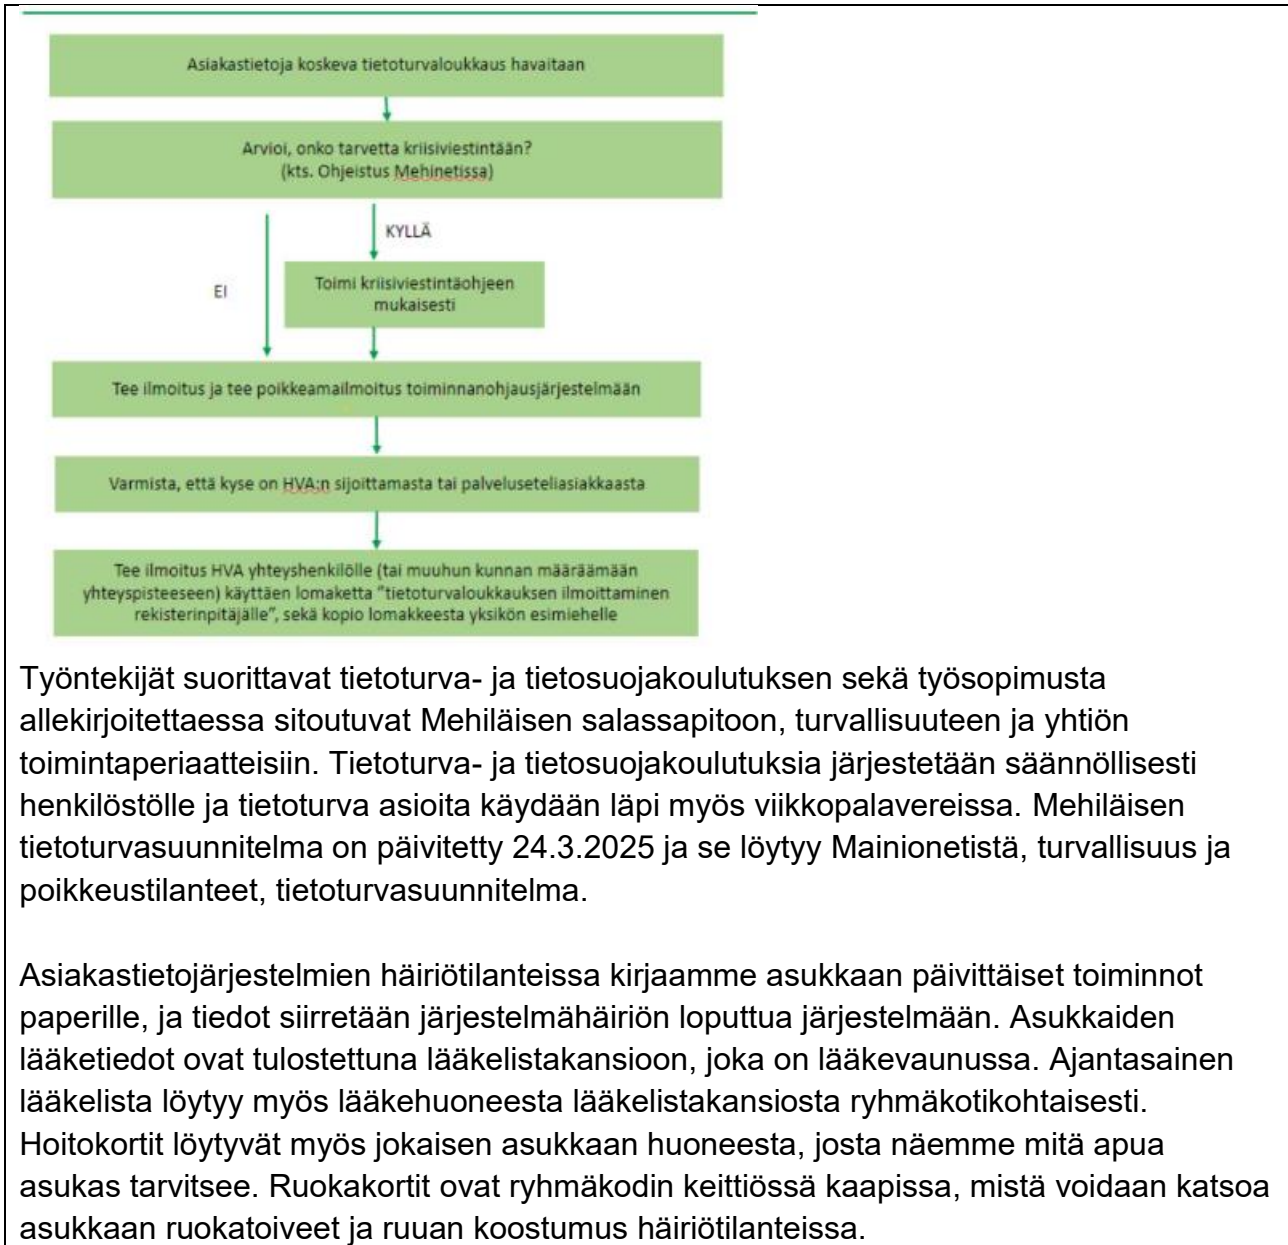 Asiakastietoja koskeva tietoturvaloukkaus havaitaan
Arvioi, onko tarvetta kriisiviestintään?
(kts. Ohjeistus Mehinetissa)
KYLLÄ
EI
Toimi kriisiviestintäohjeen
mukaisesti
Tee ilmoitus ja tee poikkeamailmoitus toiminnanohjausjärjestelmään
Varmista, että kyse on HVA:n sijoittamasta tai palveluseteliasiakkaasta
Tee ilmoitus HVA yhteyshenkilölle (tai muuhun kunnan määräämään
yhteyspisteeseen) käyttäen lomaketta "tietoturvaloukkauksen ilmoittaminen
rekisterinpitäjälle", sekä kopio lomakkeesta yksikön esimiehelle
Työntekijät suorittavat tietoturva- ja tietosuojakoulutuksen sekä työsopimusta
allekirjoitettaessa sitoutuvat Mehiläisen salassapitoon, turvallisuuteen ja yhtiön
toimintaperiaatteisiin. Tietoturva- ja tietosuojakoulutuksia järjestetään säännöllisesti
henkilöstölle ja tietoturva asioita käydään läpi myös viikkopalavereissa. Mehiläisen
tietoturvasuunnitelma on päivitetty 24.3.2025 ja se löytyy Mainionetistä, turvallisuus ja
poikkeustilanteet, tietoturvasuunnitelma.
Asiakastietojärjestelmien häiriötilanteissa kirjaamme asukkaan päivittäiset toiminnot
paperille, ja tiedot siirretään järjestelmähäiriön loputtua järjestelmään. Asukkaiden
lääketiedot ovat tulostettuna lääkelistakansioon, joka on lääkevaunussa. Ajantasainen
lääkelista löytyy myös lääkehuoneesta lääkelistakansiosta ryhmäkotikohtaisesti.
Hoitokortit löytyvät myös jokaisen asukkaan huoneesta, josta näemme mitä apua
asukas tarvitsee. Ruokakortit ovat ryhmäkodin keittiössä kaapissa, mistä voidaan katsoa
asukkaan ruokatoiveet ja ruuan koostumus häiriötilanteissa.